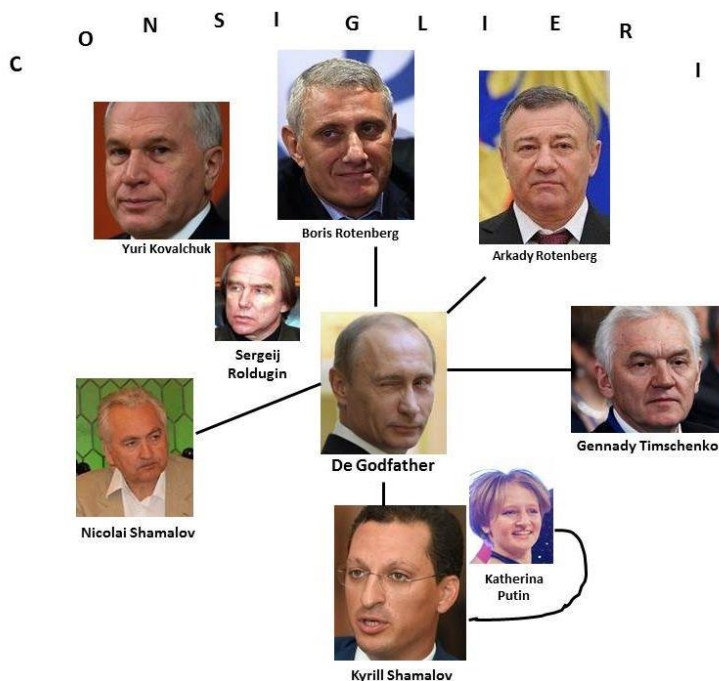 C O N S I G L I E R I
Yuri Kovalchuk
Boris Rotenberg
Arkady Rotenberg
Sergeij
Roldugin
De Godfather
Gennady Timschenko
Nicolai Shamalov
Katherina
Putin
Kyrill Shamalov